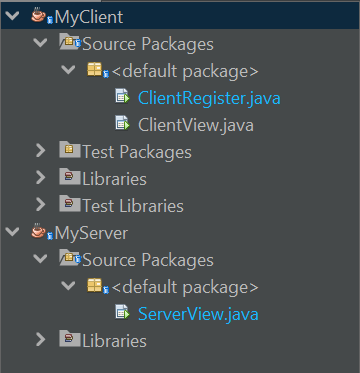 MyClient
Source Packages
<default package>
ClientRegister.java
ClientView.java
Test Packages
Libraries
Test Libraries
MyServer
Source Packages
<default package>
ServerView.java
Libraries